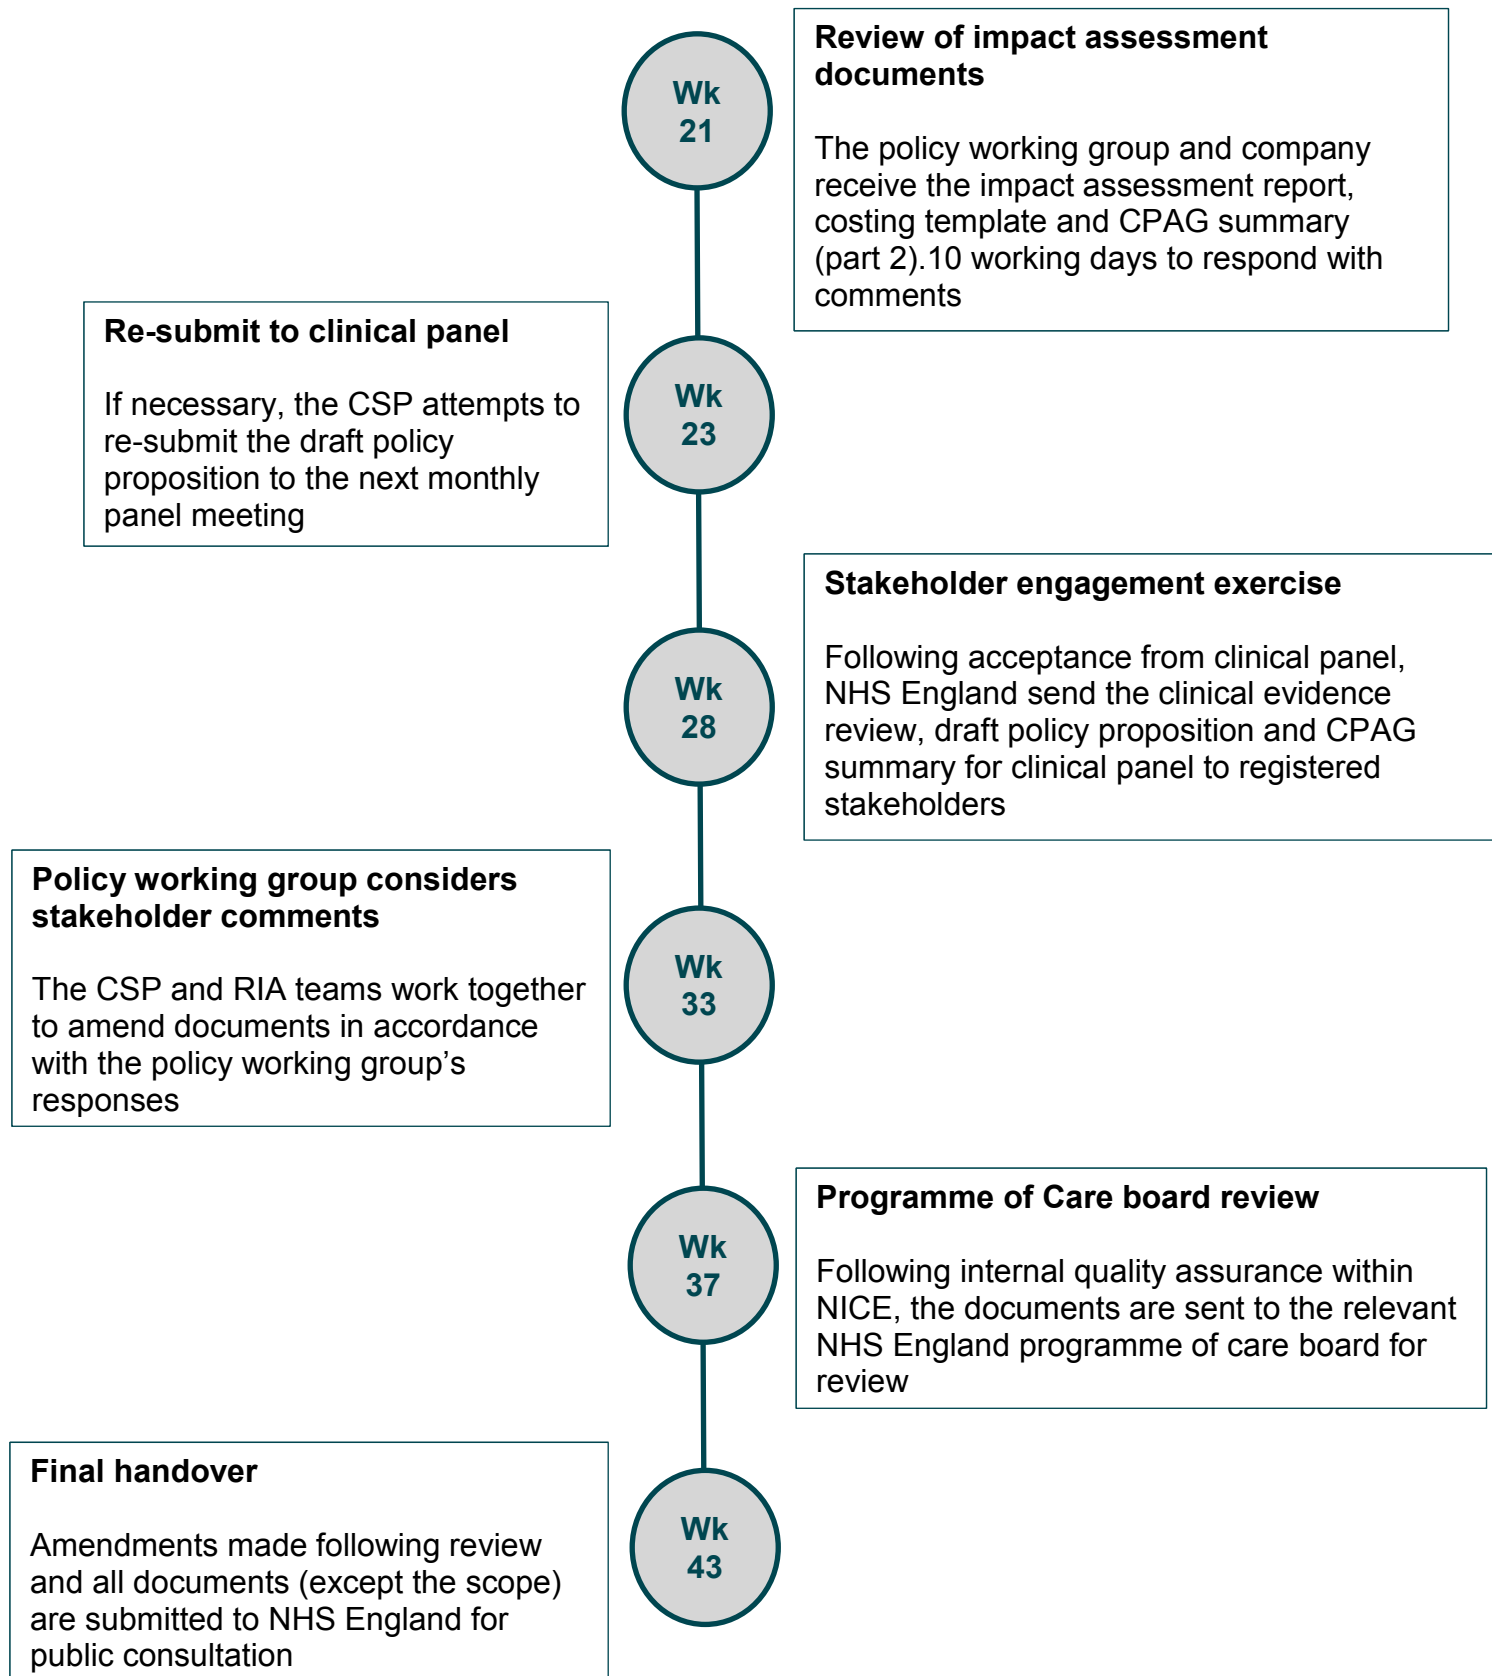 Wk
21
Review of impact assessment
documents
The policy working group and company
receive the impact assessment report,
costing template and CPAG summary
(part 2).10 working days to respond with
comments
Re-submit to clinical panel
If necessary, the CSP attempts to
re-submit the draft policy
proposition to the next monthly
panel meeting
Wk
23
Stakeholder engagement exercise
Following acceptance from clinical panel,
NHS England send the clinical evidence
review, draft policy proposition and CPAG
summary for clinical panel to registered
stakeholders
Wk
28
Policy working group considers
stakeholder comments
The CSP and RIA teams work together
to amend documents in accordance
with the policy working group’s
responses
Wk
33
Programme of Care board review
Following internal quality assurance within
NICE, the documents are sent to the relevant
NHS England programme of care board for
review
Wk
37
Final handover
Amendments made following review
and all documents (except the scope)
are submitted to NHS England for
public consultation
Wk
43